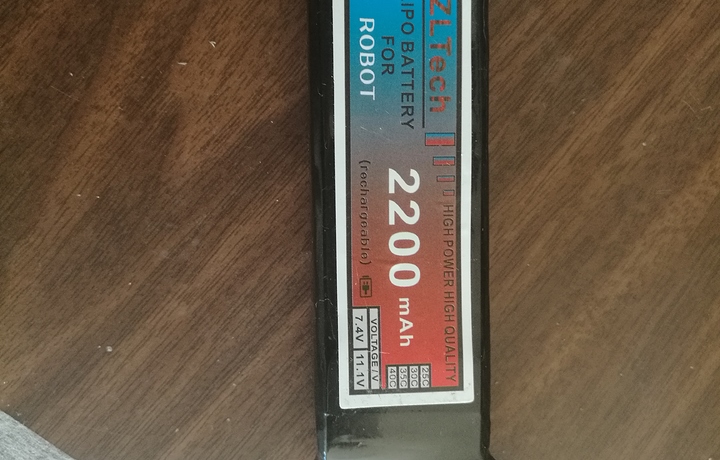 ZLTech
IPO BATTERY
FOR
ROBOT
HIGH POWER HIGH QUALITY
2200 mAh
(rechargeable)
25C
30C
35C
40C
VOLTAGE/V
7.4V 11.1V